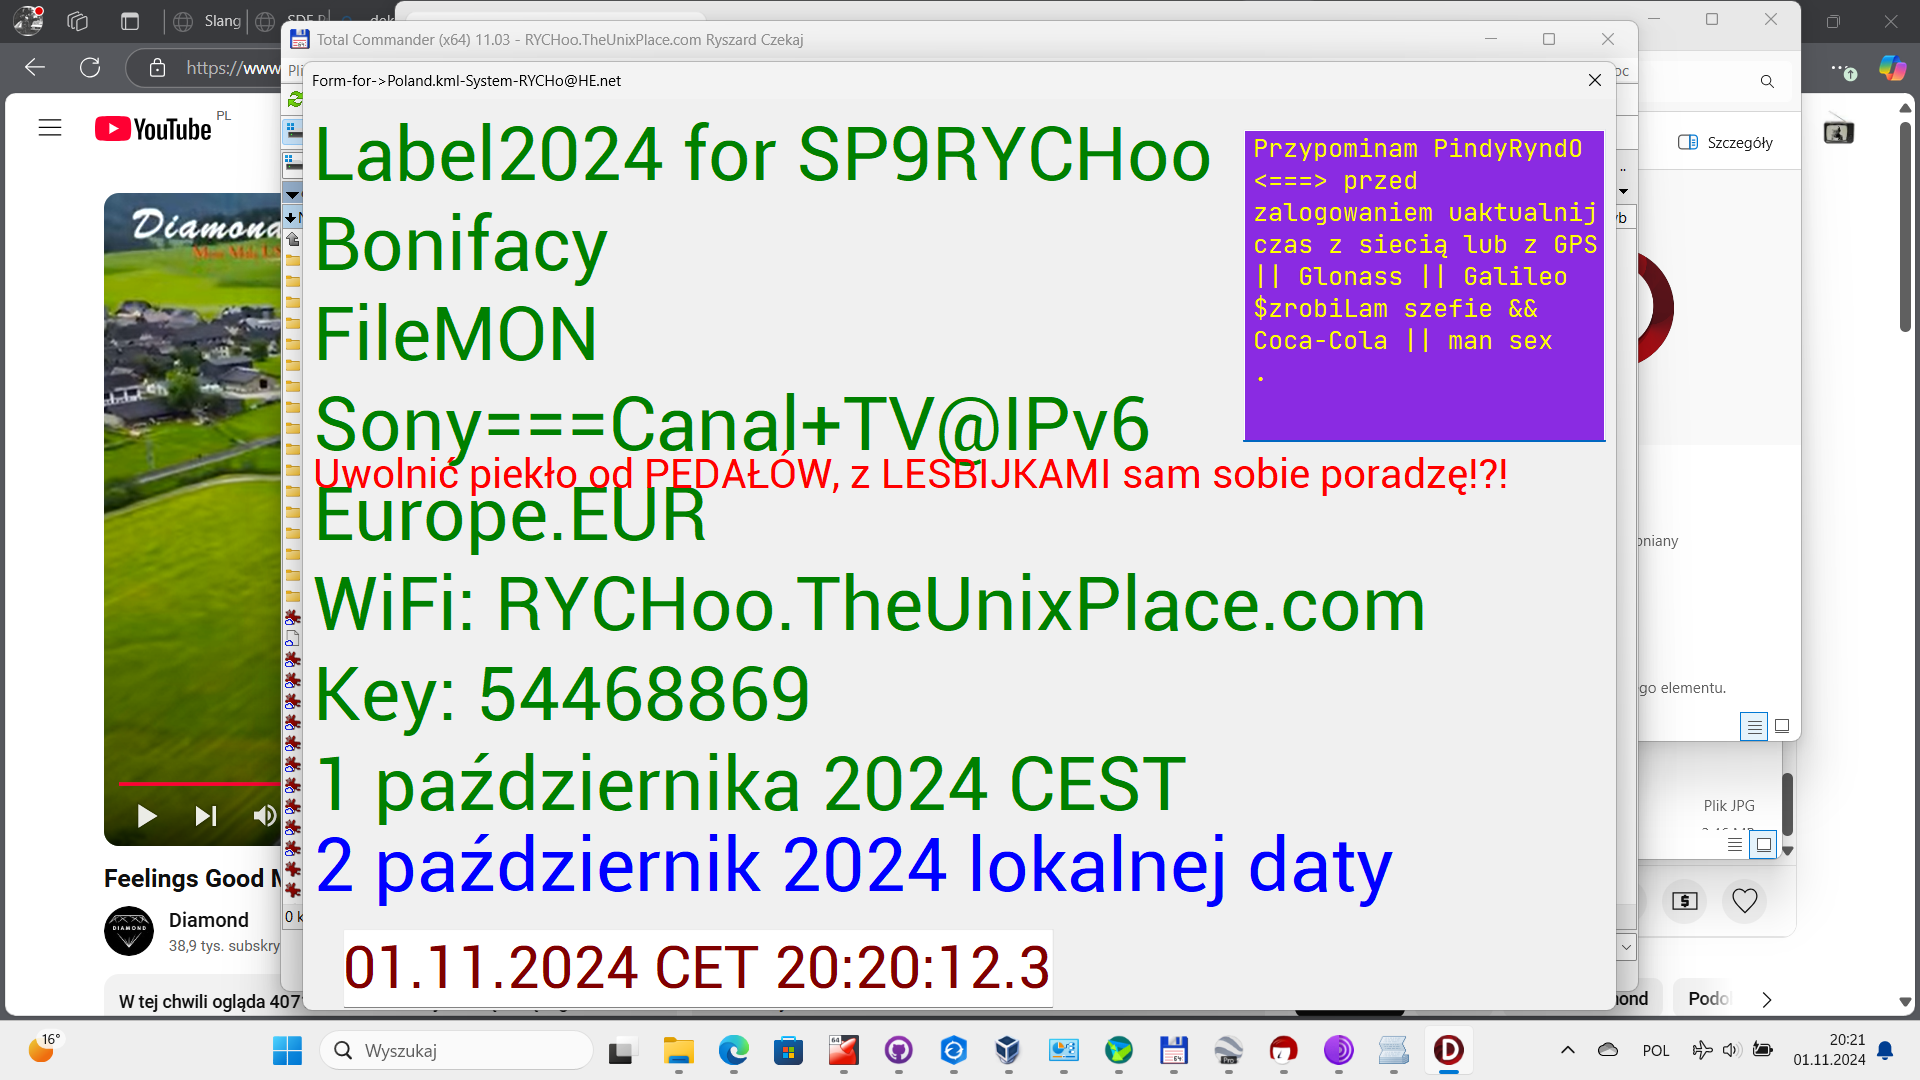 Slang
https://www
Total Commander (x64) 11.03 - RYCHoo.TheUnixPlace.com Ryszard Czekaj
Form-for->Poland.kml-System-RYCHo@HE.net
YouTube PL
Szczegóły
Label2024 for SP9RYCHoo
Bonifacy
FileMON
Sony===Canal+TV@IPv6
Uwolnić piekło od PEDAŁÓW, z LESBIJKAMI sam sobie poradzę!?!
Europe.EUR
WiFi: RYCHoo.TheUnixPlace.com
Key: 54468869
1 października 2024 CEST
2 październik 2024 lokalnej daty
01.11.2024 CET 20:20:12.3
Przypominam PindyRyndO
<===> przed
zalogowaniem uaktualnij
czas z siecią lub z GPS
|| Glonass || Galileo
$zrobiLam szefie &&
Coca-Cola || man sex
.
go elementu.
Plik JPG
Feelings Good
Diamond
DIAMOND
38,9 tys. subskry
W tej chwili ogląda 407
Podo
16°
Wyszukaj
POL
20:21
01.11.2024